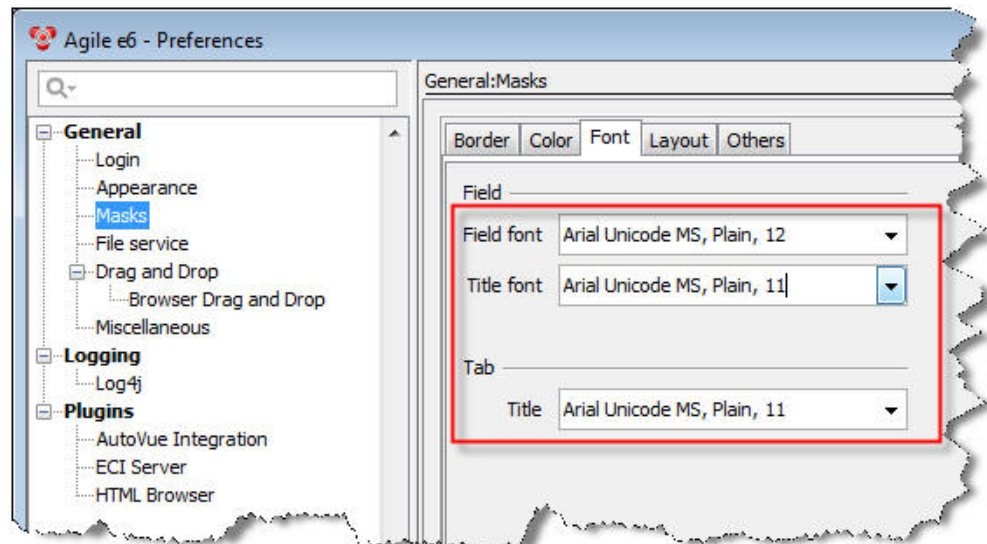 Agile e6 - Preferences
General:Masks
General
Login
Appearance
Masks
File service
Drag and Drop
Browser Drag and Drop
Miscellaneous
Logging
Log4j
Plugins
AutoVue Integration
ECI Server
HTML Browser
Border Color Font Layout Others
Field
Field font Arial Unicode MS, Plain, 12
Title font Arial Unicode MS, Plain, 11
Tab
Title Arial Unicode MS, Plain, 11